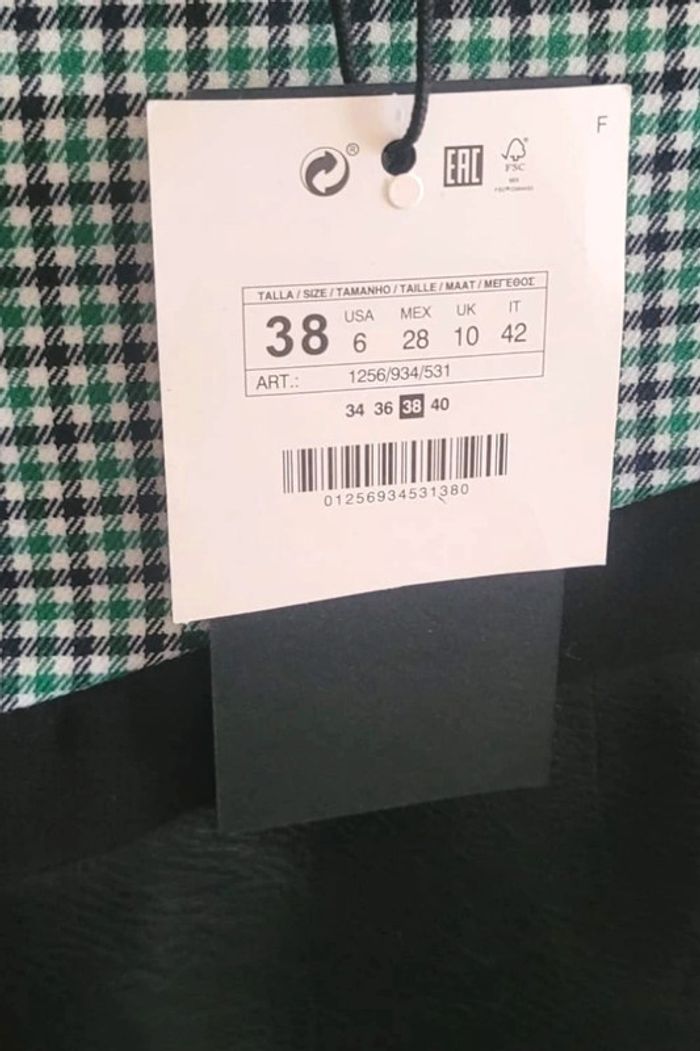 F
EAC
FSC
TALLA / SIZE / TAMANHO / TAILLE / MAAT / ΜΕΓΕΘΟΣ
38 USA 6 MEX 28 UK 10 IT 42
ART.: 1256/934/531
34 36 38 40
01256934531380